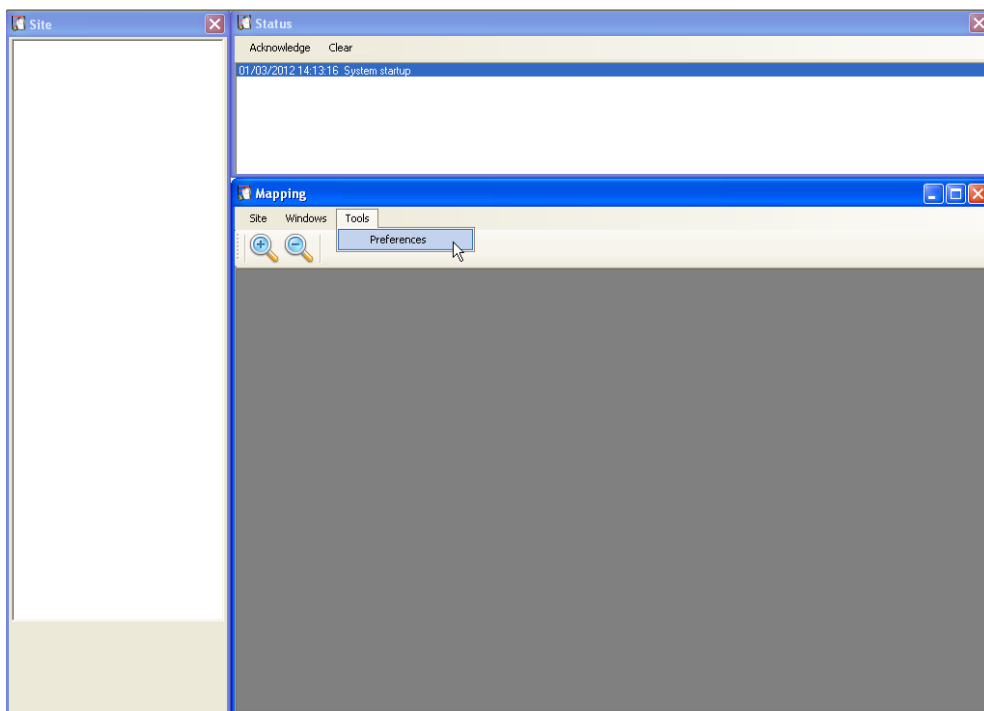 Site
Status
Acknowledge Clear
01/03/2012 14:13:16 System startup
Mapping
Site Windows Tools
Preferences